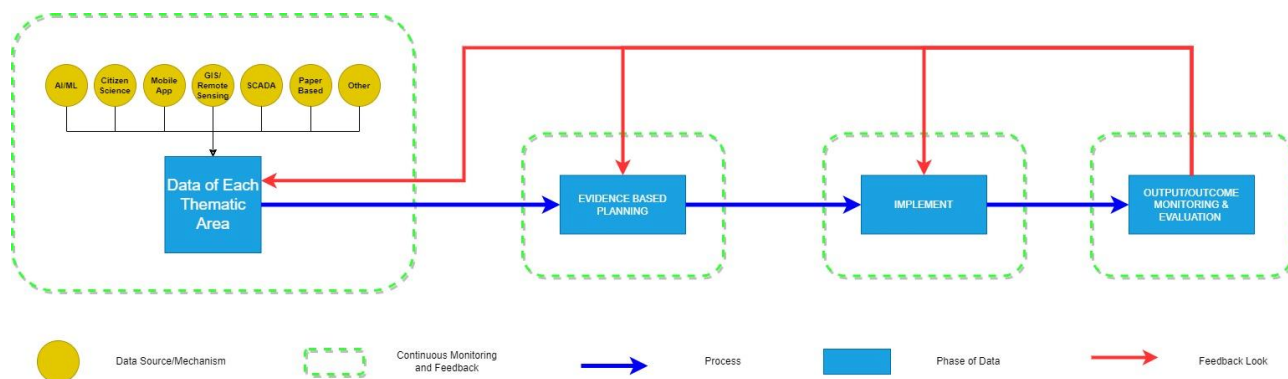 AI/ML
Citizen
Science
Mobile
App
GIS/
Remote
Sensing
SCADA
Paper
Based
Other
Data of Each
Thematic
Area
EVIDENCE BASED
PLANNING
IMPLEMENT
OUTPUT/OUTCOME
MONITORING &
EVALUATION
Data Source/Mechanism
Continuous Monitoring
and Feedback
Process
Phase of Data
Feedback Look